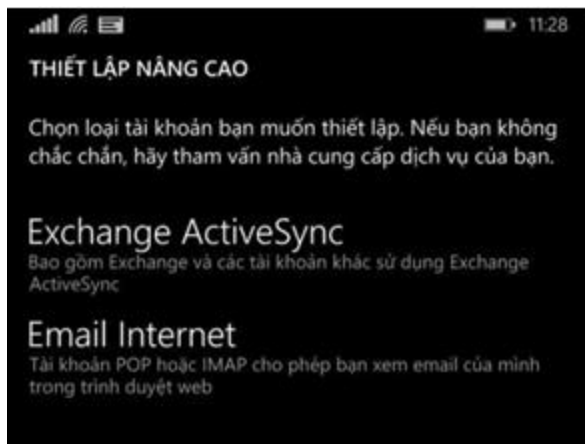 11:28
THIẾT LẬP NÂNG CAO
Chọn loại tài khoản bạn muốn thiết lập. Nếu bạn không
chắc chắn, hãy tham vấn nhà cung cấp dịch vụ của bạn.
Exchange ActiveSync
Bao gồm Exchange và các tài khoản khác sử dụng Exchange
ActiveSync
Email Internet
Tài khoản POP hoặc IMAP cho phép bạn xem email của mình
trong trình duyệt web